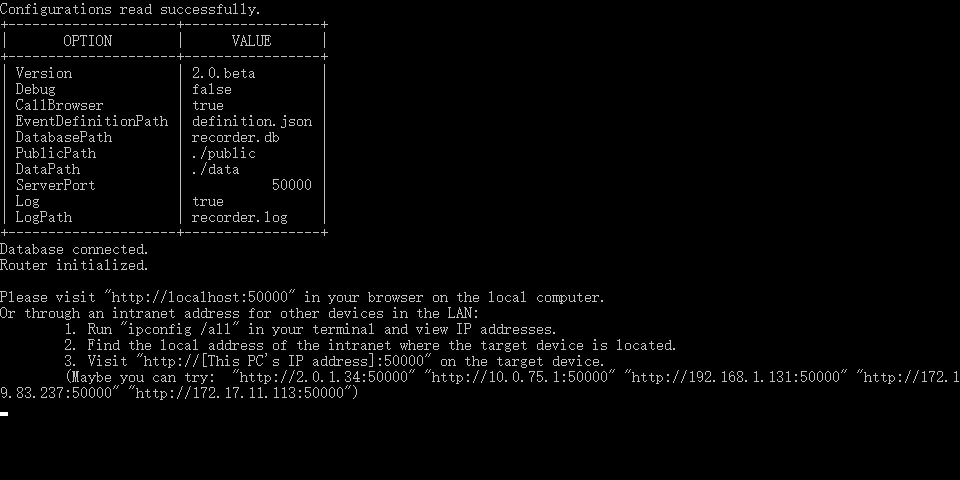 Configurations read successfully.
+---------------------+----------------+
|       OPTION        |     VALUE      |
+---------------------+----------------+
| Version             | 2.0.beta       |
| Debug               | false          |
| CallBrowser         | true           |
| EventDefinitionPath | definition.json|
| DatabasePath        | recorder.db    |
| PublicPath          | ./public       |
| DataPath            | ./data         |
| ServerPort          |          50000 |
| Log                 | true           |
| LogPath             | recorder.log   |
+---------------------+----------------+
Database connected.
Router initialized.
Please visit "http://localhost:50000" in your browser on the local computer.
Or through an intranet address for other devices in the LAN:
1. Run "ipconfig /all" in your terminal and view IP addresses.
2. Find the local address of the intranet where the target device is located.
3. Visit "http://[This PC's IP address]:50000" on the target device.
(Maybe you can try:  "http://2.0.1.34:50000" "http://10.0.75.1:50000" "http://192.168.1.131:50000" "http://172.1
9.83.237:50000" "http://172.17.11.113:50000")